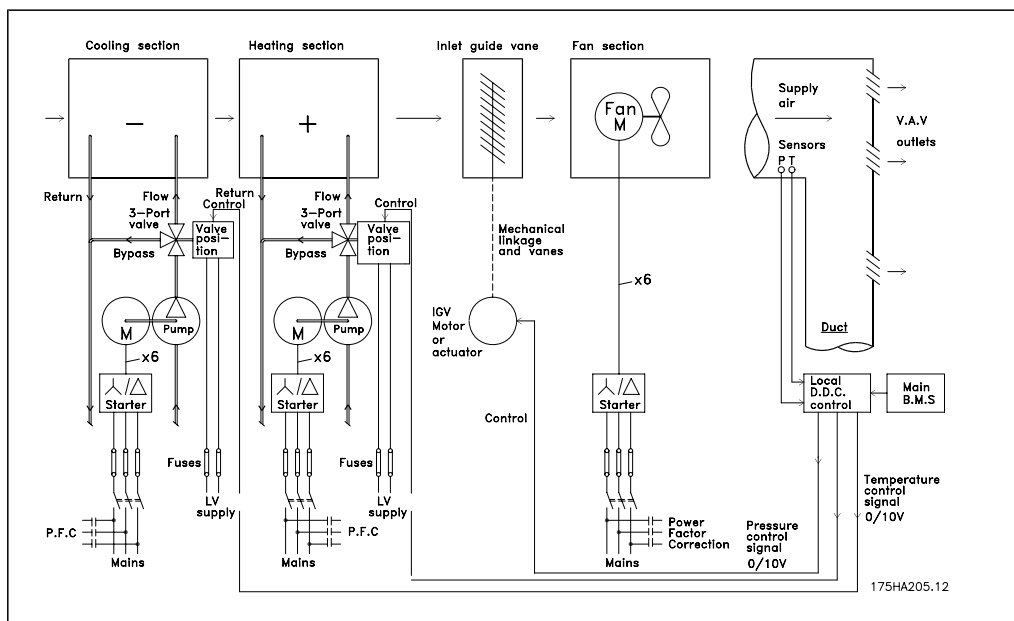 Cooling section
Heating section
Inlet guide vane
Fan section
-
+
Fan
M
Supply
air
Sensors
P T
V.A.V
outlets
Return
Flow
3-Port
valve
Bypass
Control
Valve
posi-
tion
M
Pump
x6
Starter
Fuses
LV
supply
P.F.C
Mains
Return
Flow
3-Port
valve
Bypass
Control
Valve
posi-
tion
M
Pump
x6
Starter
Fuses
LV
supply
P.F.C
Mains
Mechanical
linkage
and vanes
IGV
Motor
or
actuator
Control
x6
Starter
Power
Factor
Correction
Mains
Duct
Local
D.D.C.
control
Main
B.M.S
Temperature
control
signal
0/10V
Pressure
control
signal
0/10V
175HA205.12